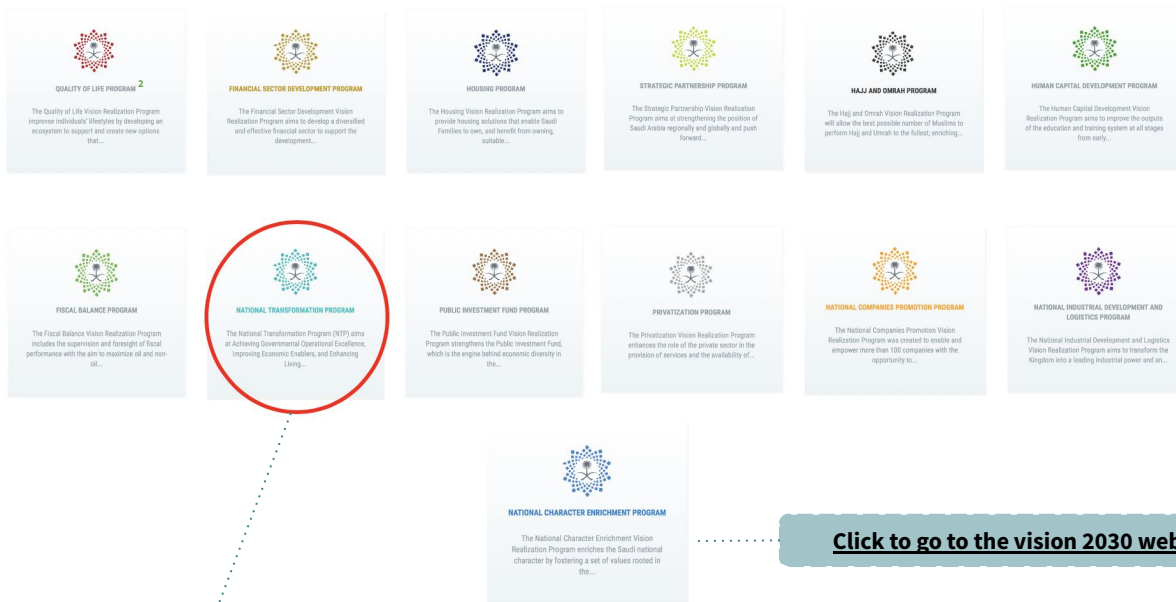 QUALITY OF LIFE PROGRAM 2
The Quality of Life Vision Realization Program
improvse individuals' lifestyles by developing an
ecosystem to support and create new options
that...
FINANCIAL SECTOR DEVELOPMENT PROGRAM
The Financial Sector Development Vision
Realization Program aims to develop a diversified
and effective financial sector to support the
development...
HOUSING PROGRAM
The Housing Vision Realization Program aims to
provide housing solutions that enable Saudi
Families to own, and benefit from owning,
suitable...
STRATEGIC PARTNERSHIP PROGRAM
The Strategic Partnership Vision Realization
Program aims at strengthening the position of
Saudi Arabia regionally and globally and push
forward...
HAJJ AND OMRAH PROGRAM
The Hajj and Omrah Vision Realization Program
will allow the best possible number of Muslims to
perform Hajj and Umrah to the fullest; enriching...
HUMAN CAPITAL DEVELOPMENT PROGRAM
The Human Capital Development Vision
Realization Program aims to improve the outputs
of the education and training system at all stages
from early...
FISCAL BALANCE PROGRAM
The Fiscal Balance Vision Realization Program
includes the supervision and foresight of fiscal
performance with the aim to maximize oil and non-
oil...
NATIONAL TRANSFORMATION PROGRAM
The National Transformation Program (NTP) aims
at Achieving Governmental Operational Excellence,
Improving Economic Enablers, and Enhancing
Living...
PUBLIC INVESTMENT FUND PROGRAM
The Public Investment Fund Vision Realization
Program strengthens the Public Investment Fund,
which is the engine behind economic diversity in
the...
PRIVATIZATION PROGRAM
The Privatization Vision Realization Program
enhances the role of the private sector in the
provision of services and the availability of...
NATIONAL COMPANIES PROMOTION PROGRAM
The National Companies Promotion Vision
Realization Program was created to enable and
empower more than 100 companies with the
opportunity to...
NATIONAL INDUSTRIAL DEVELOPMENT AND
LOGISTICS PROGRAM
The National Industrial Development and Logistics
Vision Realization Program aims to transform the
Kingdom into a leading industrial power and an...
NATIONAL CHARACTER ENRICHMENT PROGRAM
The National Character Enrichment Vision
Realization Program enriches the Saudi national
character by fostering a set of values rooted in
the...
Click to go to the vision 2030 web